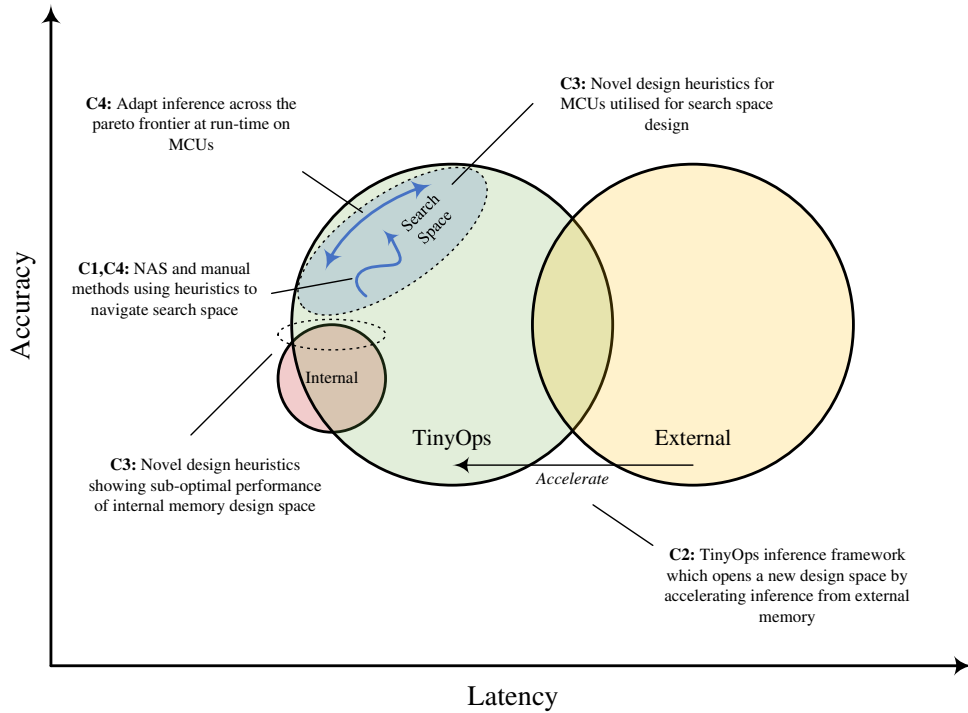 Accuracy
C4: Adapt inference across the
pareto frontier at run-time on
MCUs
C3: Novel design heuristics for
MCUs utilised for search space
design
Search
Space
C1,C4: NAS and manual
methods using heuristics to
navigate search space
Internal
TinyOps
External
Accelerate
C3: Novel design heuristics
showing sub-optimal performance
of internal memory design space
C2: TinyOps inference framework
which opens a new design space by
accelerating inference from external
memory
Latency